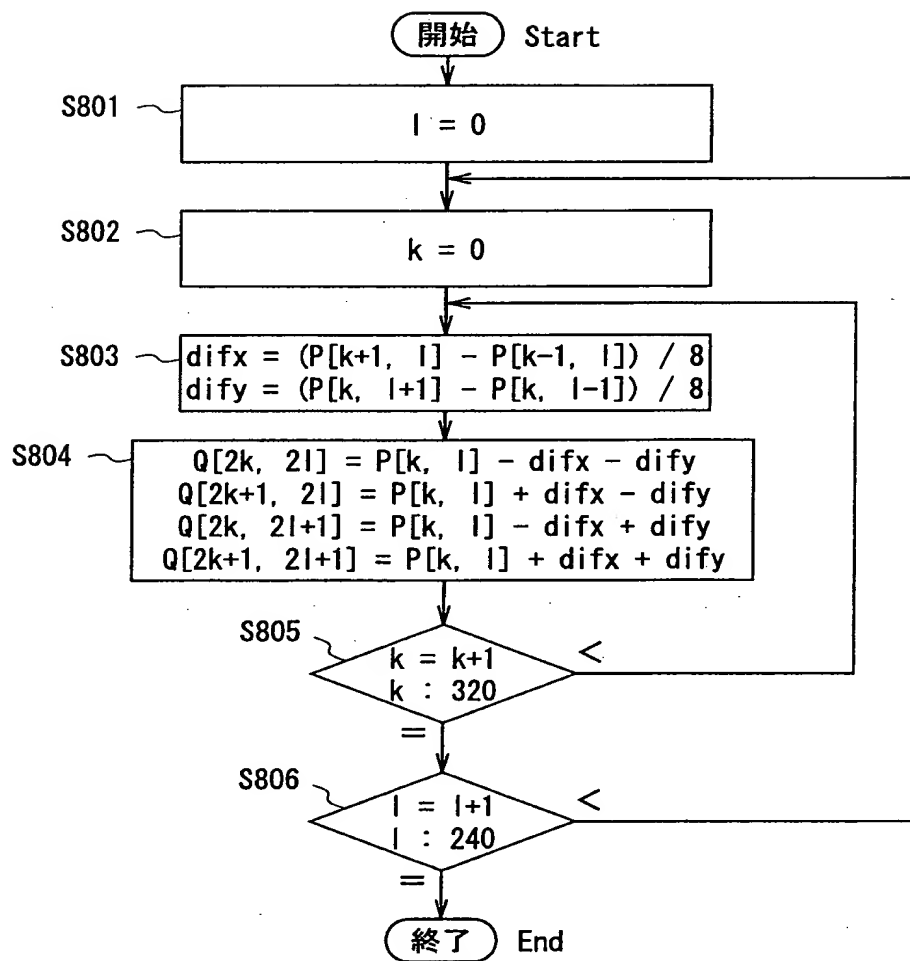 開始 Start
S801
l = 0
S802
k = 0
S803
difx = (P[k+1, l] - P[k-1, l]) / 8
dify = (P[k, l+1] - P[k, l-1]) / 8
S804
Q[2k, 2l] = P[k, l] - difx - dify
Q[2k+1, 2l] = P[k, l] + difx - dify
Q[2k, 2l+1] = P[k, l] - difx + dify
Q[2k+1, 2l+1] = P[k, l] + difx + dify
S805
k = k+1
k : 320
<
=
S806
l = l+1
l : 240
<
=
終了 End